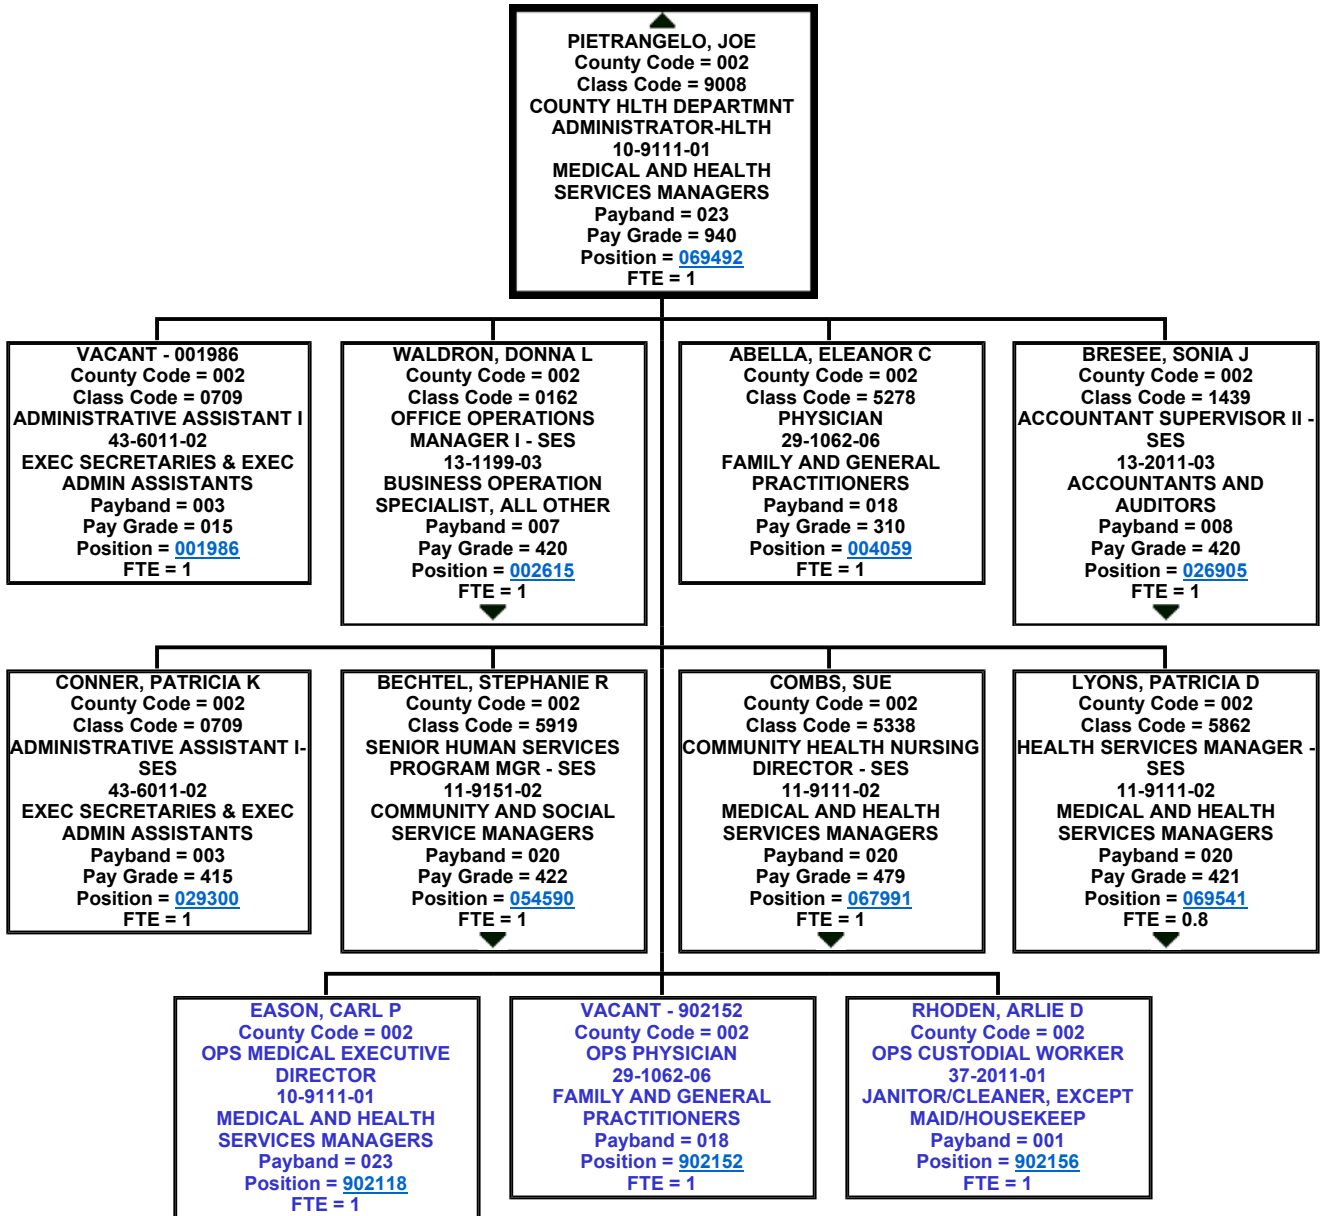 PIETRANGELO, JOE
County Code = 002
Class Code = 9008
COUNTY HLTH DEPARTMNT
ADMINISTRATOR-HLTH
10-9111-01
MEDICAL AND HEALTH
SERVICES MANAGERS
Payband = 023
Pay Grade = 940
Position = 069492
FTE = 1
VACANT - 001986
County Code = 002
Class Code = 0709
ADMINISTRATIVE ASSISTANT I
43-6011-02
EXEC SECRETARIES & EXEC
ADMIN ASSISTANTS
Payband = 003
Pay Grade = 015
Position = 001986
FTE = 1
WALDRON, DONNA L
County Code = 002
Class Code = 0162
OFFICE OPERATIONS
MANAGER I - SES
13-1199-03
BUSINESS OPERATION
SPECIALIST, ALL OTHER
Payband = 007
Pay Grade = 420
Position = 002615
FTE = 1
ABELLA, ELEANOR C
County Code = 002
Class Code = 5278
PHYSICIAN
29-1062-06
FAMILY AND GENERAL
PRACTITIONERS
Payband = 018
Pay Grade = 310
Position = 004059
FTE = 1
BRESEE, SONIA J
County Code = 002
Class Code = 1439
ACCOUNTANT SUPERVISOR II -
SES
13-2011-03
ACCOUNTANTS AND
AUDITORS
Payband = 008
Pay Grade = 420
Position = 026905
FTE = 1
CONNER, PATRICIA K
County Code = 002
Class Code = 0709
ADMINISTRATIVE ASSISTANT I-
SES
43-6011-02
EXEC SECRETARIES & EXEC
ADMIN ASSISTANTS
Payband = 003
Pay Grade = 415
Position = 029300
FTE = 1
BECHTEL, STEPHANIE R
County Code = 002
Class Code = 5919
SENIOR HUMAN SERVICES
PROGRAM MGR - SES
11-9151-02
COMMUNITY AND SOCIAL
SERVICE MANAGERS
Payband = 020
Pay Grade = 422
Position = 054590
FTE = 1
COMBS, SUE
County Code = 002
Class Code = 5338
COMMUNITY HEALTH NURSING
DIRECTOR - SES
11-9111-02
MEDICAL AND HEALTH
SERVICES MANAGERS
Payband = 020
Pay Grade = 479
Position = 067991
FTE = 1
LYONS, PATRICIA D
County Code = 002
Class Code = 5862
HEALTH SERVICES MANAGER -
SES
11-9111-02
MEDICAL AND HEALTH
SERVICES MANAGERS
Payband = 020
Pay Grade = 421
Position = 069541
FTE = 0.8
EASON, CARL P
County Code = 002
OPS MEDICAL EXECUTIVE
DIRECTOR
10-9111-01
MEDICAL AND HEALTH
SERVICES MANAGERS
Payband = 023
Position = 902118
FTE = 1
VACANT - 902152
County Code = 002
OPS PHYSICIAN
29-1062-06
FAMILY AND GENERAL
PRACTITIONERS
Payband = 018
Position = 902152
FTE = 1
RHODEN, ARLIE D
County Code = 002
OPS CUSTODIAL WORKER
37-2011-01
JANITOR/CLEANER, EXCEPT
MAID/HOUSEKEEP
Payband = 001
Position = 902156
FTE = 1